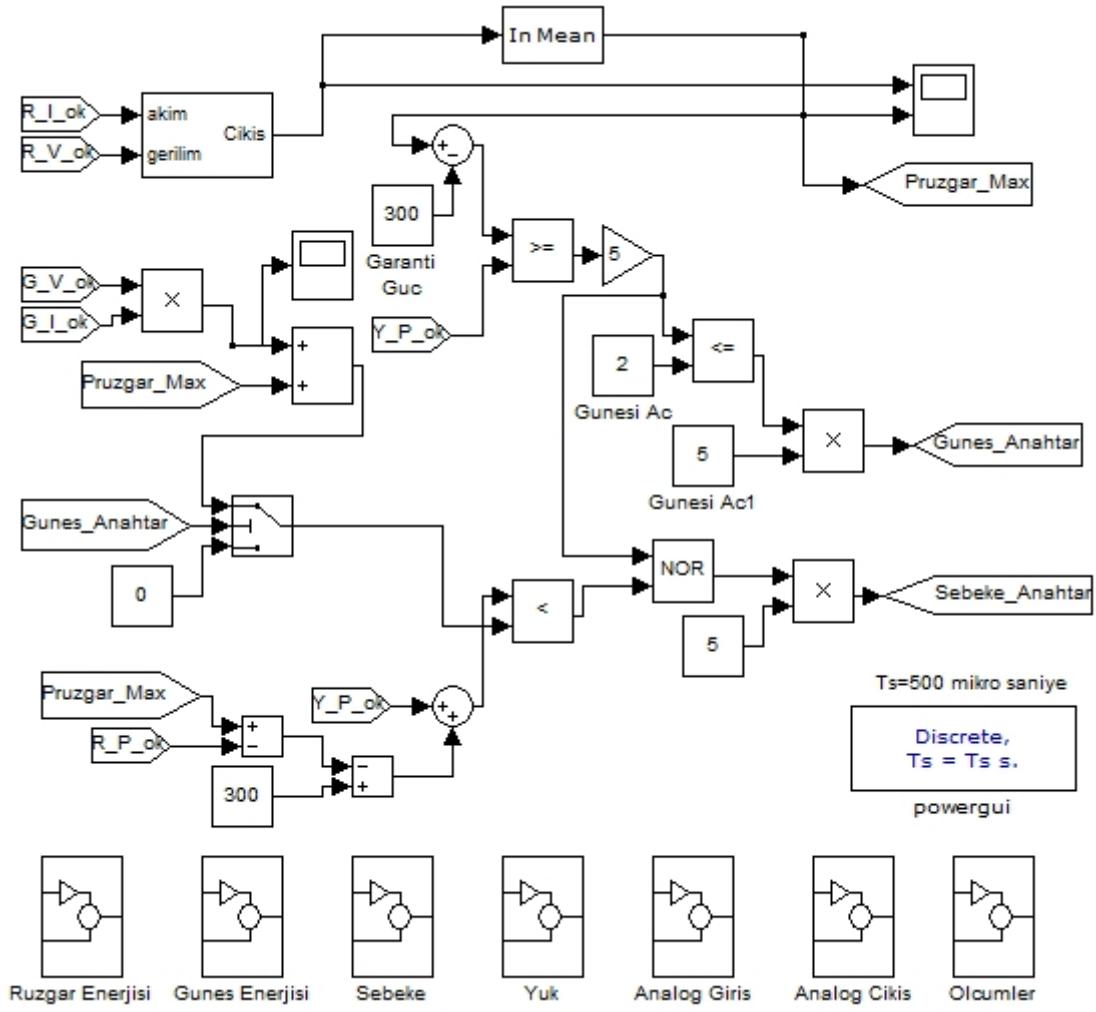 In Mean
R_I_ok
akim
Cikis
R_V_ok
gerilim
+
−
300
Garanti
Guc
Pruzgar_Max
>=
5
G_V_ok
G_I_ok
×
Y_P_ok
+
+
Pruzgar_Max
2
Gunesi Ac
<=
5
Gunesi Ac1
×
Gunes_Anahtar
Gunes_Anahtar
0
<
NOR
5
×
Sebeke_Anahtar
Pruzgar_Max
R_P_ok
+
−
300
−
+
Y_P_ok
+
+
Ts=500 mikro saniye
Discrete,
Ts = Ts s.
powergui
Ruzgar Enerjisi
Gunes Enerjisi
Sebeke
Yuk
Analog Giris
Analog Cikis
Olcumler